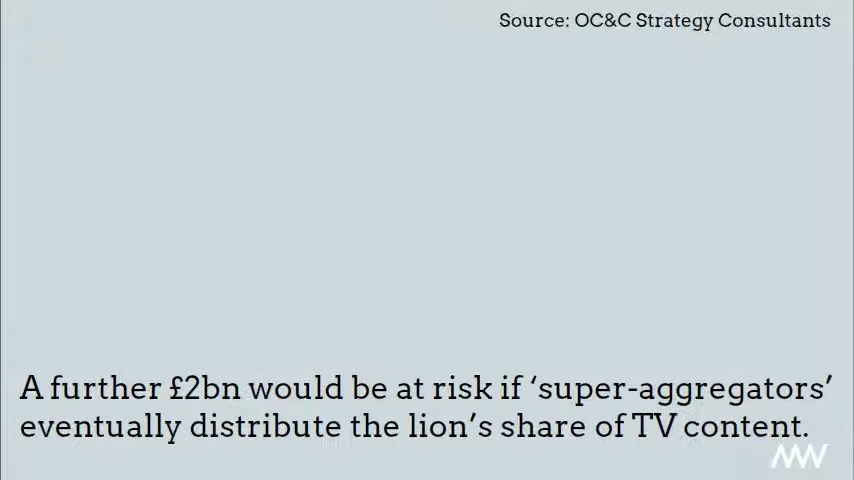 Source: OC&C Strategy Consultants
A further £2bn would be at risk if ‘super-aggregators’
eventually distribute the lion’s share of TV content.